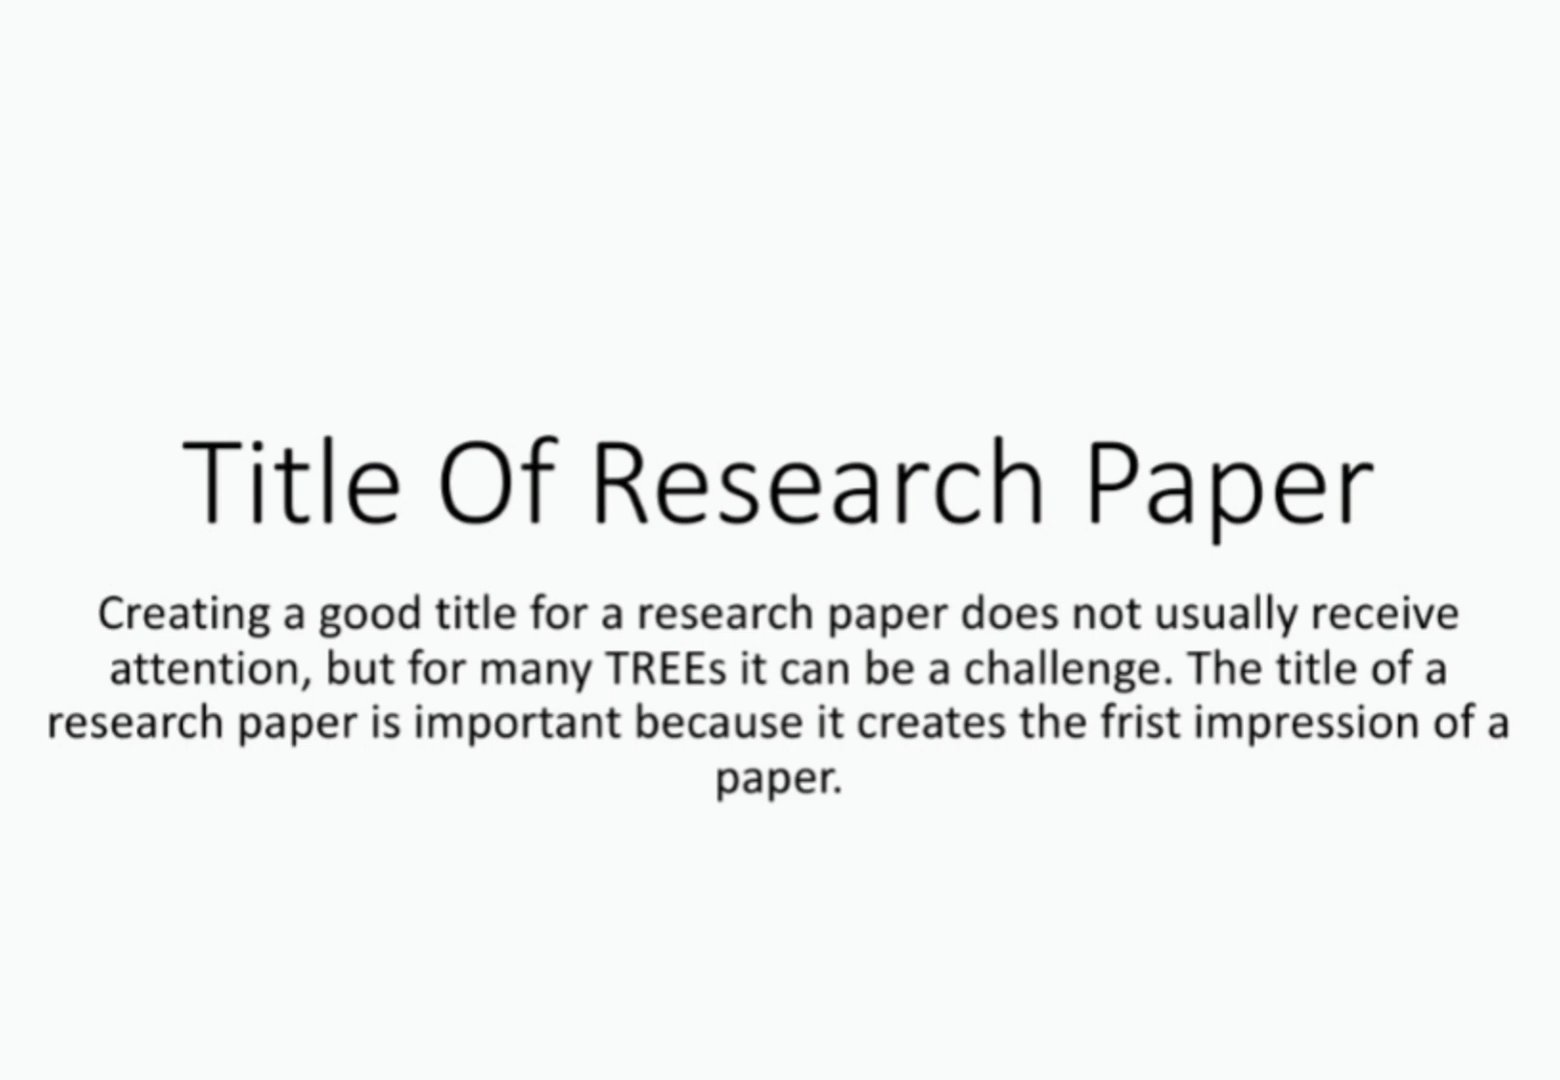 Title Of Research Paper
Creating a good title for a research paper does not usually receive
attention, but for many TREEs it can be a challenge. The title of a
research paper is important because it creates the frist impression of a
paper.